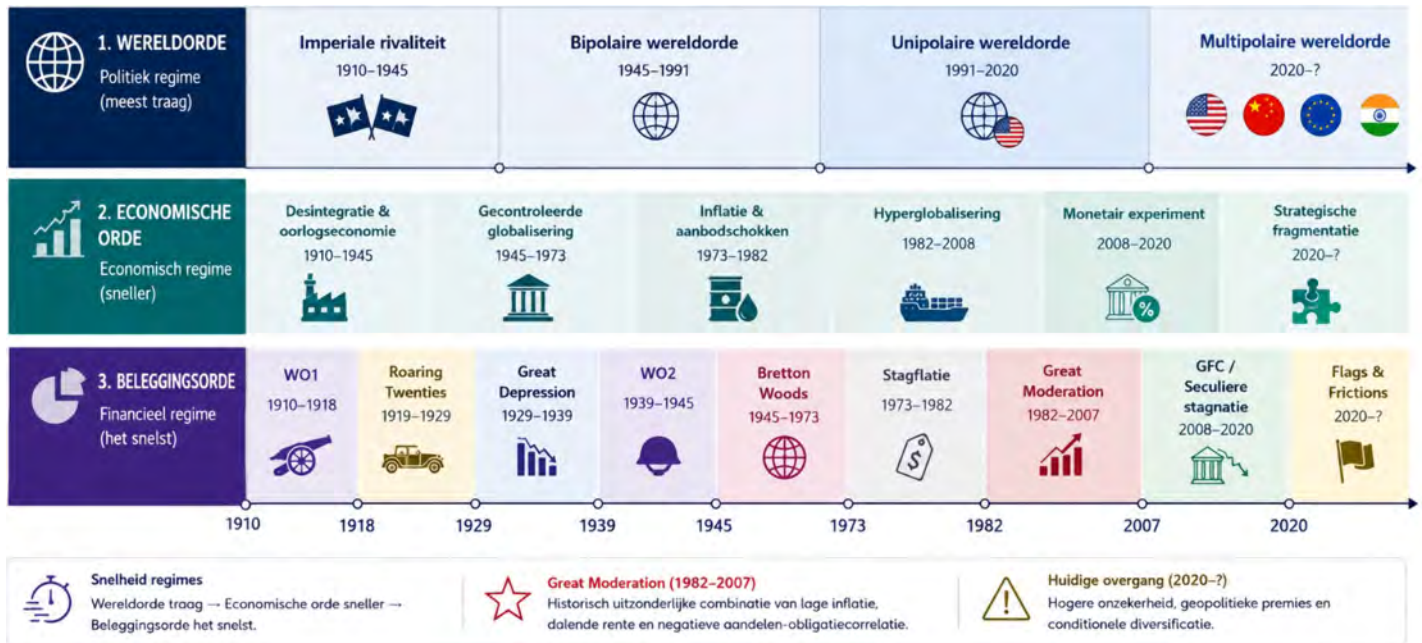 1. WERELDORDE
Politiek regime
(meest traag)
Imperiale rivaliteit
1910–1945
Bipolaire wereldorde
1945–1991
Unipolaire wereldorde
1991–2020
Multipolaire wereldorde
2020–?
2. ECONOMISCHE
ORDE
Economisch regime
(sneller)
Desintegratie &
oorlogseconomie
1910–1945
Gecontroleerde
globalisering
1945–1973
Inflatie &
aanbodschokken
1973–1982
Hyperglobalisering
1982–2008
Monetair experiment
2008–2020
%
Strategische
fragmentatie
2020–?
3. BELEGGINGSORDE
Financieel regime
(het snelst)
WO1
1910–1918
Roaring
Twenties
1919–1929
Great
Depression
1929–1939
WO2
1939–1945
Bretton
Woods
1945–1973
Stagflatie
1973–1982
$
Great
Moderation
1982–2007
GFC /
Seculiere
stagnatie
2008–2020
Flags &
Frictions
2020–?
1910
1918
1929
1939
1945
1973
1982
2007
2020
Snelheid regimes
Wereldorde traag → Economische orde sneller →
Beleggingsorde het snelst.
Great Moderation (1982–2007)
Historisch uitzonderlijke combinatie van lage inflatie,
dalende rente en negatieve aandelen-obligatiecorrelatie.
Huidige overgang (2020–?)
Hogere onzekerheid, geopolitieke premies en
conditionele diversificatie.